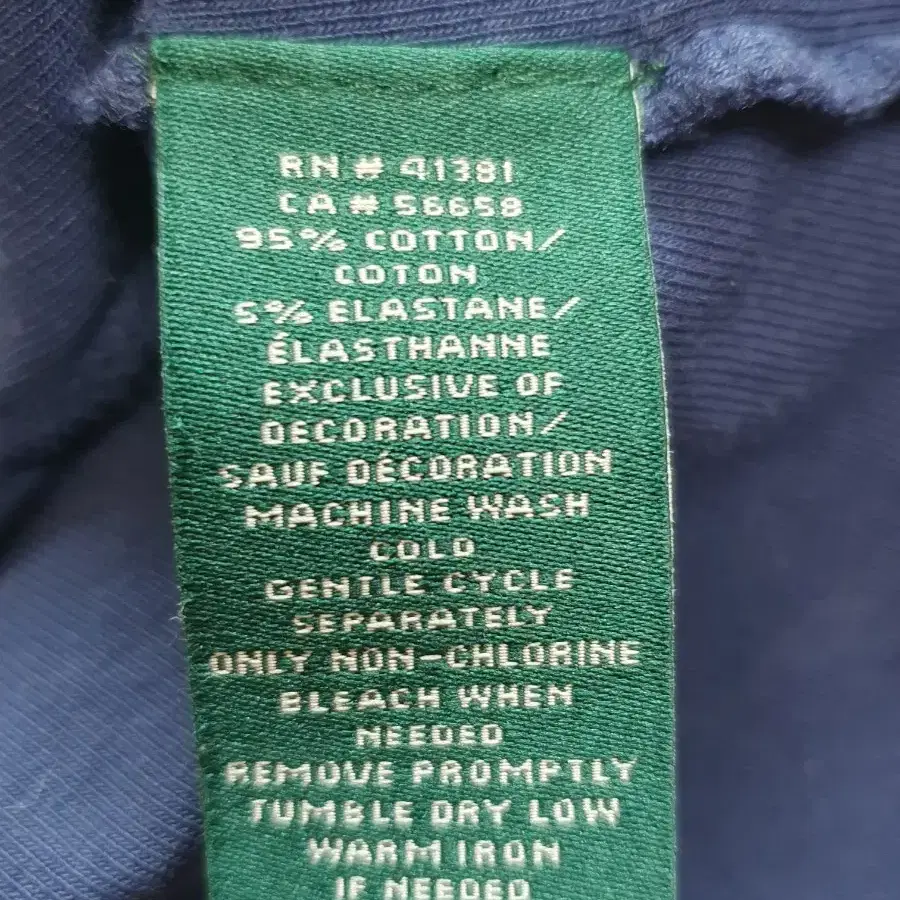 RN # 41381
CA # 56658
95% COTTON/
COTON
5% ELASTANE/
ÉLASTHANNE
EXCLUSIVE OF
DECORATION/
SAUF DÉCORATION
MACHINE WASH
COLD
GENTLE CYCLE
SEPARATELY
ONLY NON-CHLORINE
BLEACH WHEN
NEEDED
REMOVE PROMPTLY
TUMBLE DRY LOW
WARM IRON
IF NEEDED